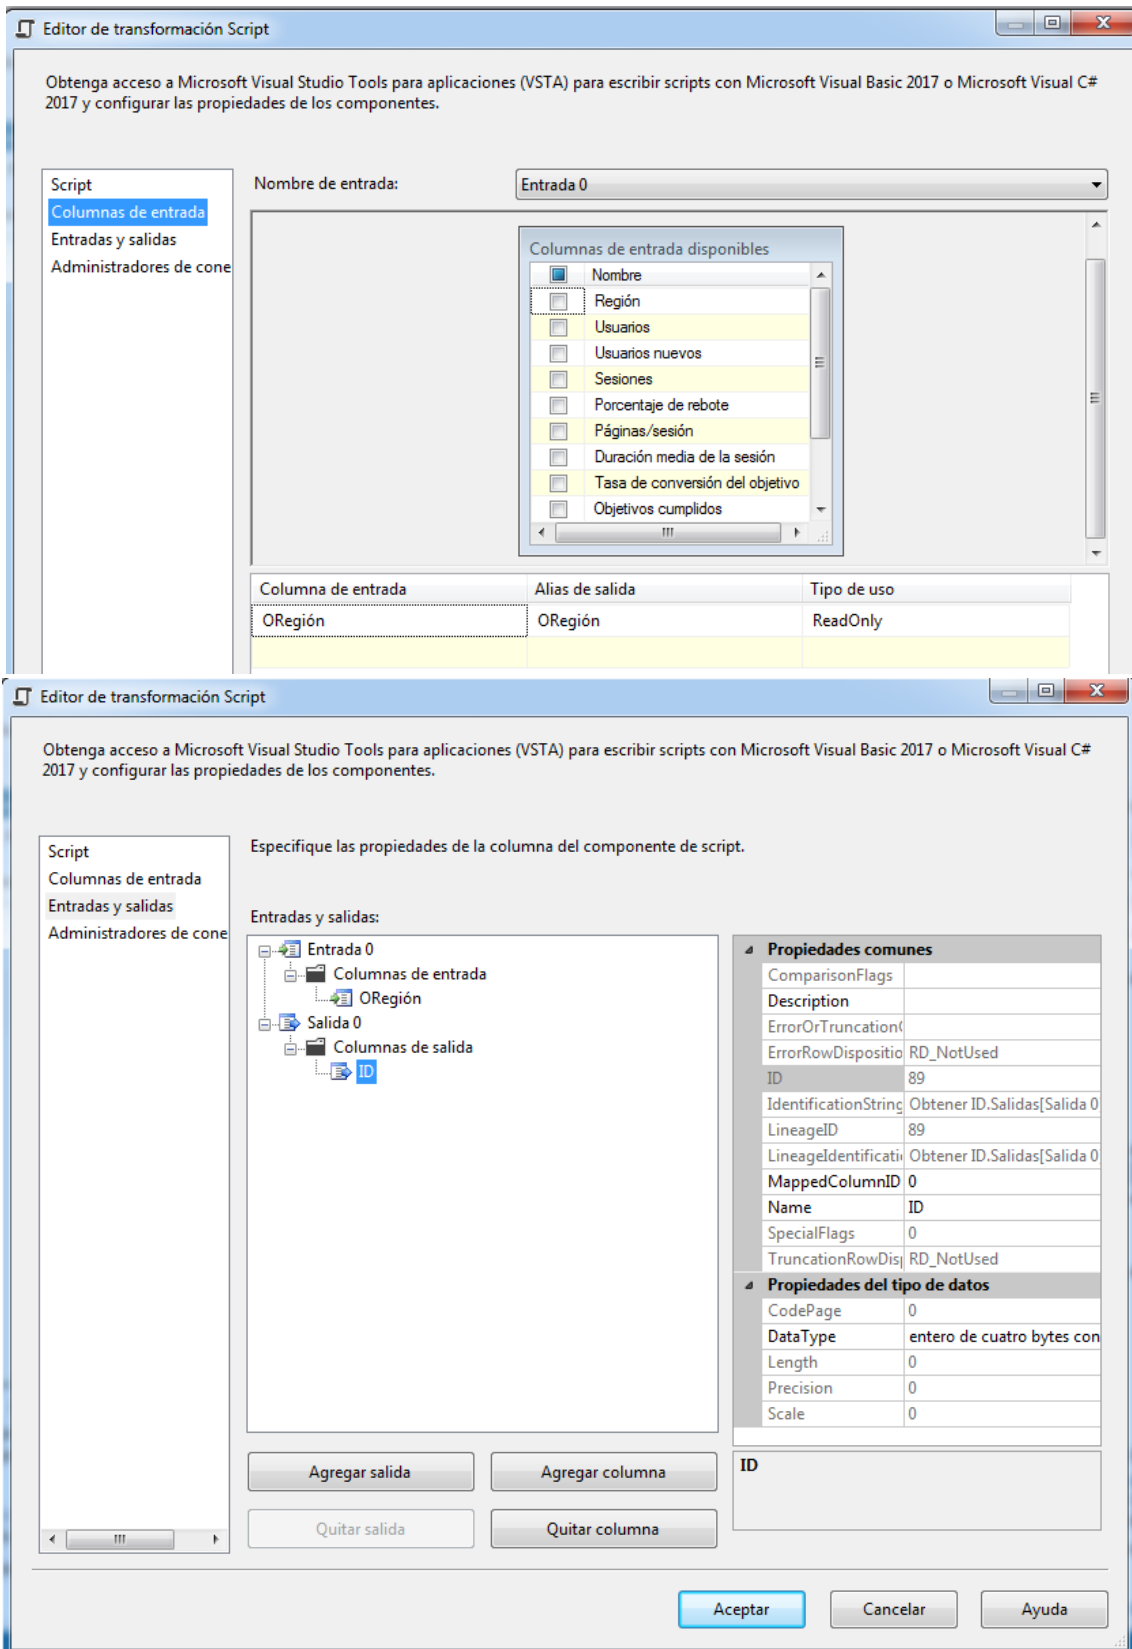 Editor de transformación Script
Obtenga acceso a Microsoft Visual Studio Tools para aplicaciones (VSTA) para escribir scripts con Microsoft Visual Basic 2017 o Microsoft Visual C#
2017 y configurar las propiedades de los componentes.
Script
Columnas de entrada
Entradas y salidas
Administradores de cone
Nombre de entrada:
Entrada 0
Columnas de entrada disponibles
Nombre
Región
Usuarios
Usuarios nuevos
Sesiones
Porcentaje de rebote
Páginas/sesión
Duración media de la sesión
Tasa de conversión del objetivo
Objetivos cumplidos
Columna de entrada Alias de salida Tipo de uso
ORegión ORegión ReadOnly
Editor de transformación Script
Obtenga acceso a Microsoft Visual Studio Tools para aplicaciones (VSTA) para escribir scripts con Microsoft Visual Basic 2017 o Microsoft Visual C#
2017 y configurar las propiedades de los componentes.
Script
Columnas de entrada
Entradas y salidas
Administradores de cone
Especifique las propiedades de la columna del componente de script.
Entradas y salidas:
Entrada 0
Columnas de entrada
ORegión
Salida 0
Columnas de salida
ID
Propiedades comunes
ComparisonFlags
Description
ErrorOrTruncationO
ErrorRowDispositio RD_NotUsed
ID 89
IdentificationString Obtener ID.Salidas[Salida 0]
LineageID 89
LineageIdentificati Obtener ID.Salidas[Salida 0]
MappedColumnID 0
Name ID
SpecialFlags 0
TruncationRowDisp RD_NotUsed
Propiedades del tipo de datos
CodePage 0
DataType entero de cuatro bytes con
Length 0
Precision 0
Scale 0
ID
Agregar salida
Agregar columna
Quitar salida
Quitar columna
Aceptar
Cancelar
Ayuda